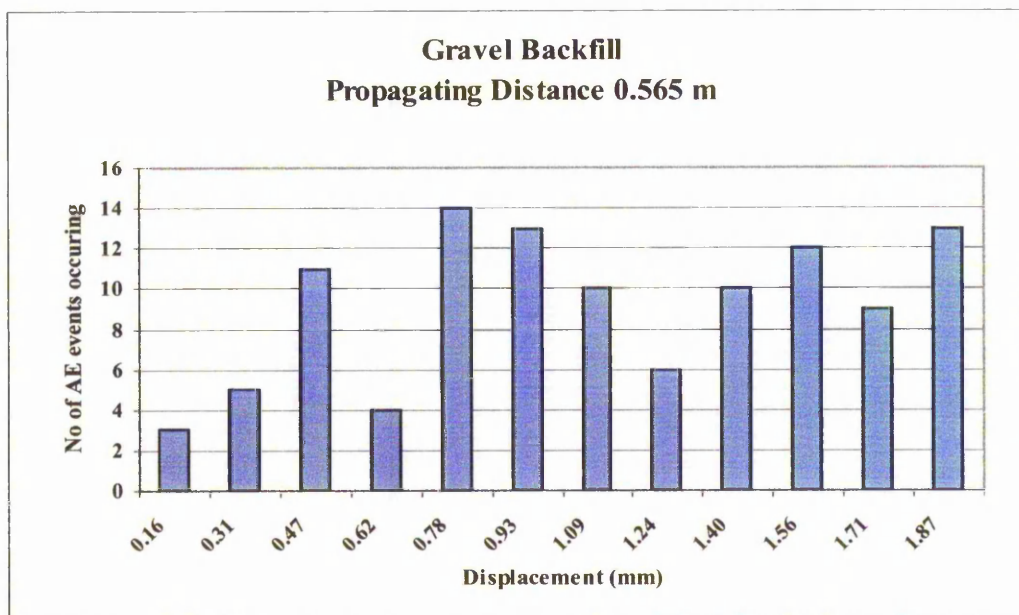 Gravel Backfill
Propagating Distance 0.565 m
16
14
12
10
8
6
4
2
0
No of AE events occuring
0.16 0.31 0.47 0.62 0.78 0.93 1.09 1.24 1.40 1.56 1.71 1.87
Displacement (mm)